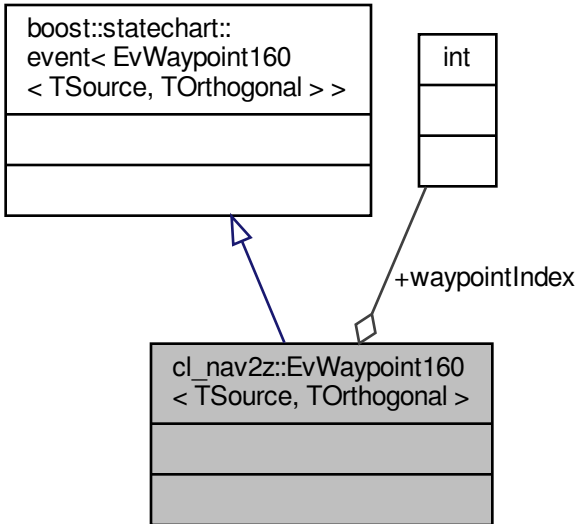 boost::statechart::
event< EvWaypoint160
< TSource, TOrthogonal > >
int
+waypointIndex
cl_nav2z::EvWaypoint160
< TSource, TOrthogonal >